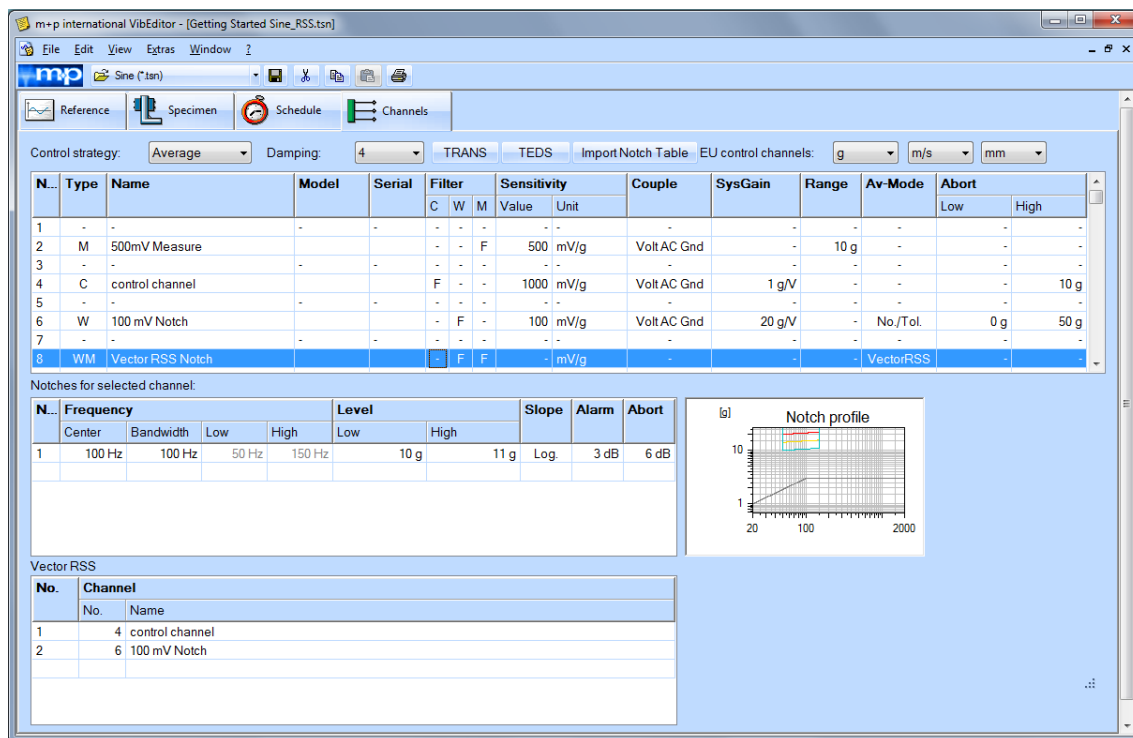 m+p international VibEditor - [Getting Started Sine_RSS.tsn]
File Edit View Extras Window ?
m+p Sine (*.tsn)
Reference Specimen Schedule Channels
Control strategy: Average Damping: 4 TRANS TEDS Import Notch Table EU control channels: g m/s mm
N... Type Name Model Serial Filter Sensitivity Couple SysGain Range Av-Mode Abort
C W M Value Unit Low High
1 - - - - - - - - - - - - - - -
2 M 500mV Measure - - F 500 mV/g Volt AC Gnd - 10 g - - -
3 - - - - - - - - - - - - - - -
4 C control channel F - - 1000 mV/g Volt AC Gnd 1 g/V - - - 10 g
5 - - - - - - - - - - - - - - -
6 W 100 mV Notch - F - 100 mV/g Volt AC Gnd 20 g/V - No./Tol. 0 g 50 g
7 - - - - - - - - - - - - - - -
8 WM Vector RSS Notch - F F - mV/g - - - VectorRSS - -
Notches for selected channel:
N... Frequency Level Slope Alarm Abort
Center Bandwidth Low High Low High
1 100 Hz 100 Hz 50 Hz 150 Hz 10 g 11 g Log. 3 dB 6 dB
[g] Notch profile
10
1
20 100 2000
Vector RSS
No. Channel
No. Name
1 4 control channel
2 6 100 mV Notch